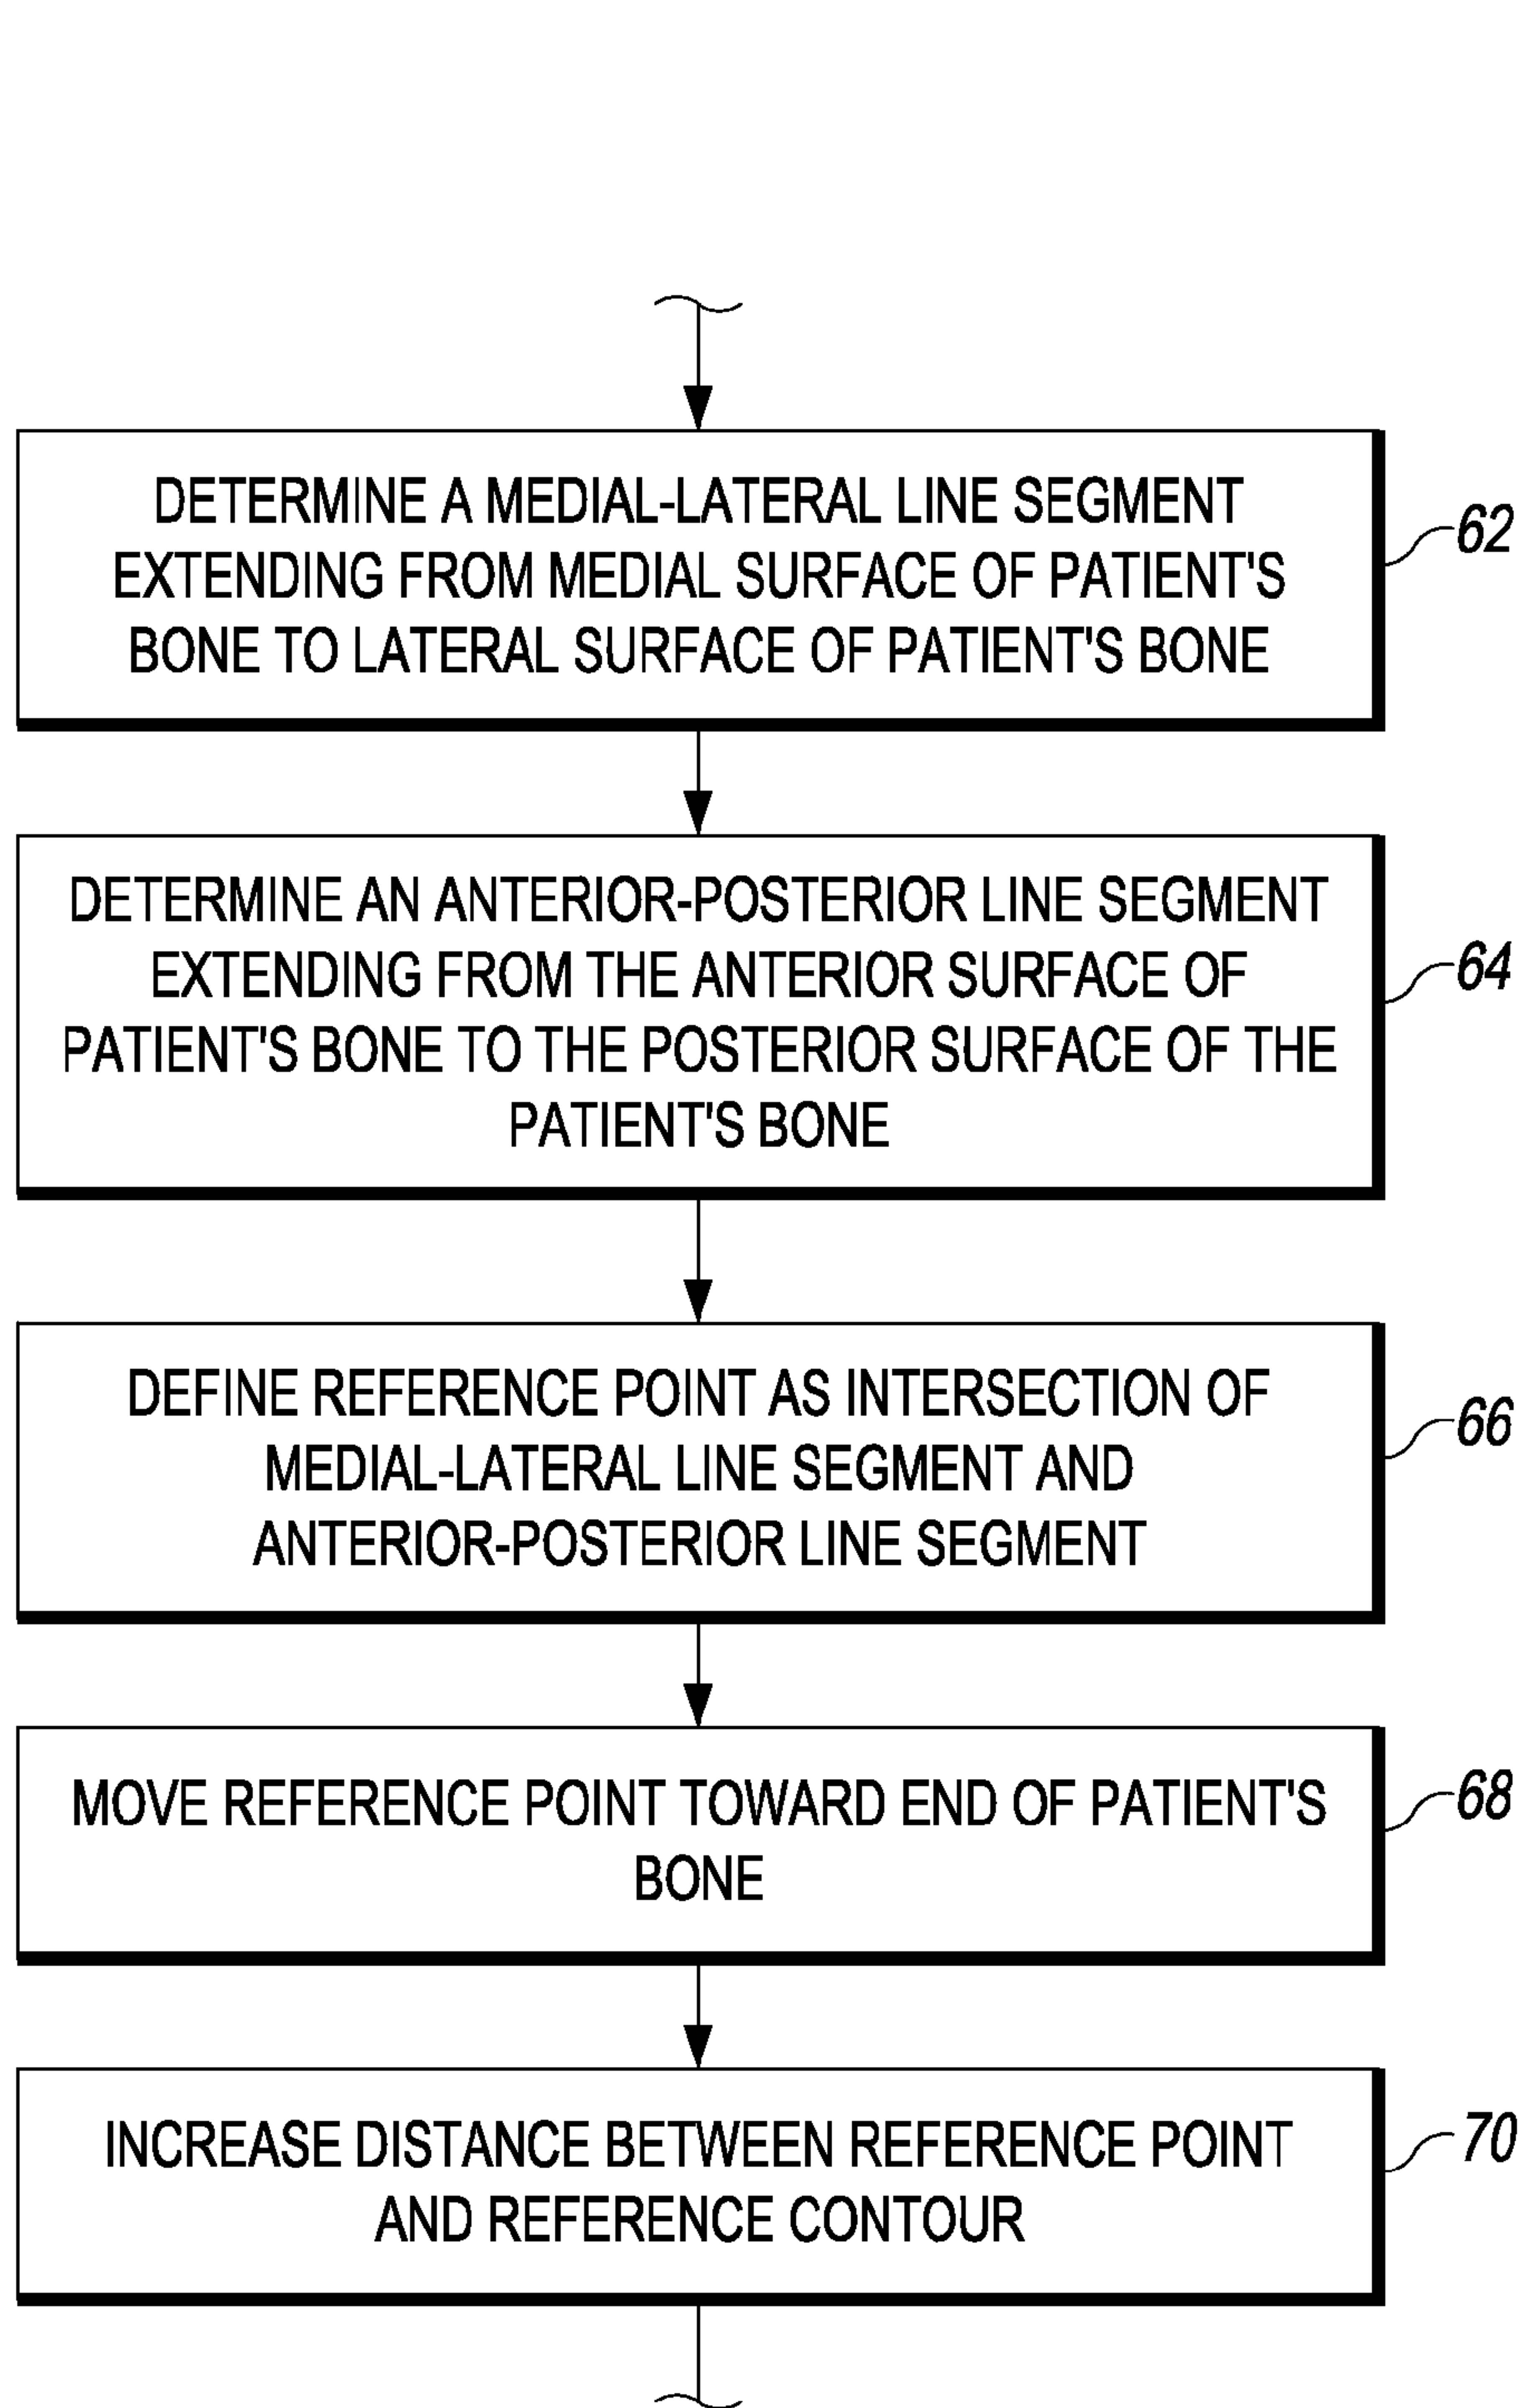 DETERMINE A MEDIAL-LATERAL LINE SEGMENT
EXTENDING FROM MEDIAL SURFACE OF PATIENT'S
BONE TO LATERAL SURFACE OF PATIENT'S BONE
62
DETERMINE AN ANTERIOR-POSTERIOR LINE SEGMENT
EXTENDING FROM THE ANTERIOR SURFACE OF
PATIENT'S BONE TO THE POSTERIOR SURFACE OF THE
PATIENT'S BONE
64
DEFINE REFERENCE POINT AS INTERSECTION OF
MEDIAL-LATERAL LINE SEGMENT AND
ANTERIOR-POSTERIOR LINE SEGMENT
66
MOVE REFERENCE POINT TOWARD END OF PATIENT'S
BONE
68
INCREASE DISTANCE BETWEEN REFERENCE POINT
AND REFERENCE CONTOUR
70